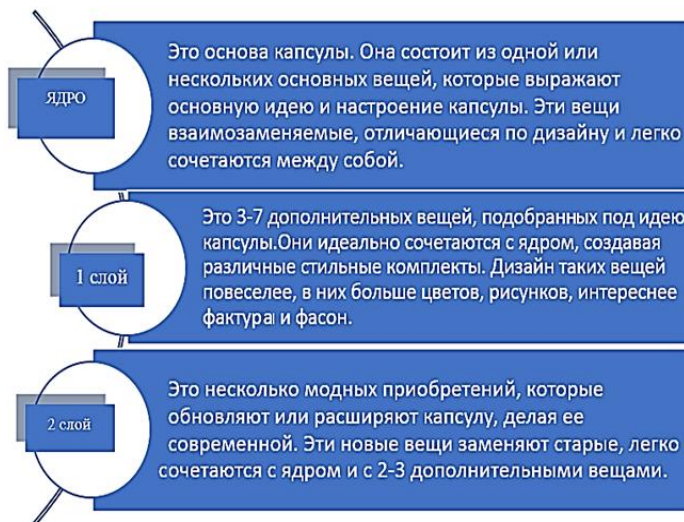 ЯДРО
Это основа капсулы. Она состоит из одной или
нескольких основных вещей, которые выражают
основную идею и настроение капсулы. Эти вещи
взаимозаменяемые, отличающиеся по дизайну и легко
сочетаются между собой.
1 слой
Это 3-7 дополнительных вещей, подобранных под идею
капсулы.Они идеально сочетаются с ядром, создавая
различные стильные комплекты. Дизайн таких вещей
повеселее, в них больше цветов, рисунков, интереснее
фактура и фасон.
2 слой
Это несколько модных приобретений, которые
обновляют или расширяют капсулу, делая ее
современной. Эти новые вещи заменяют старые, легко
сочетаются с ядром и с 2-3 дополнительными вещами.